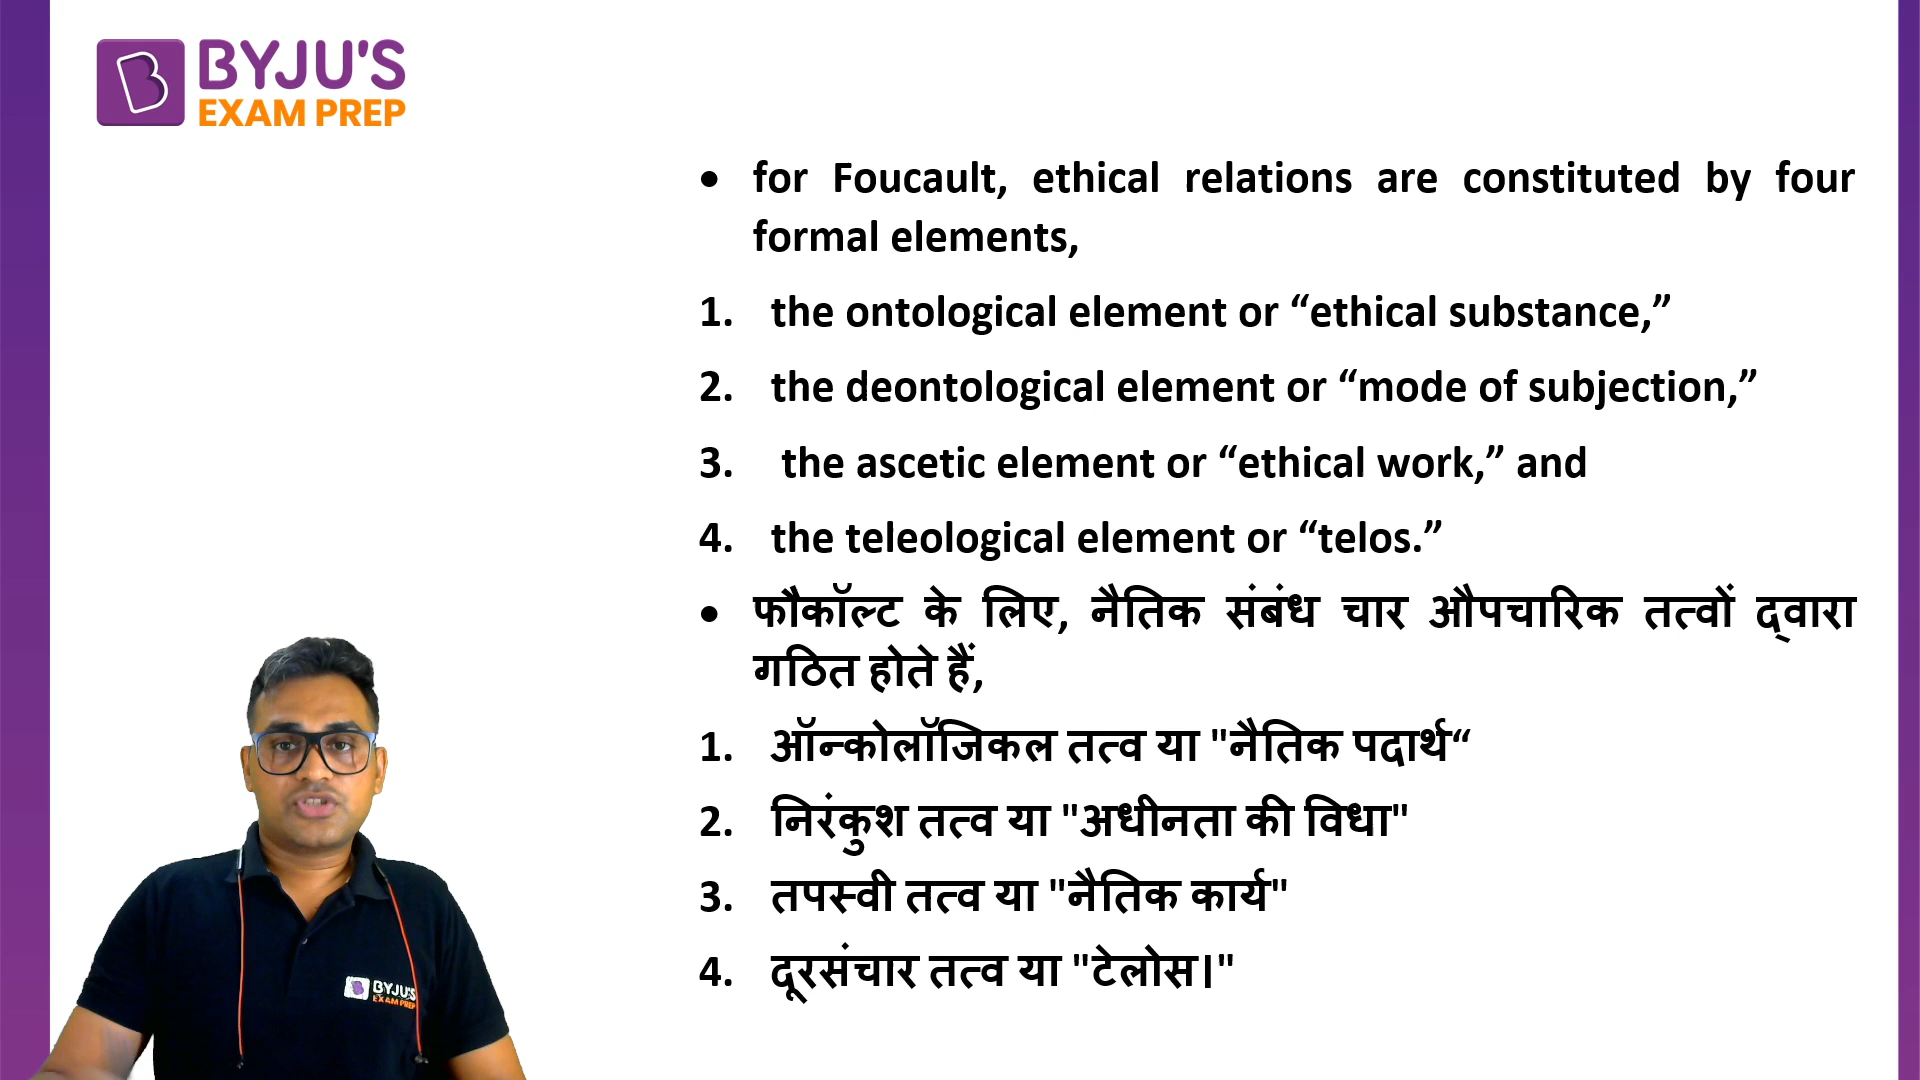 BYJU'S
EXAM PREP
• for Foucault, ethical relations are constituted by four
formal elements,
1. the ontological element or “ethical substance,”
2. the deontological element or “mode of subjection,”
3. the ascetic element or “ethical work,” and
4. the teleological element or “telos.”
• फौकॉल्ट के लिए, नैतिक संबंध चार औपचारिक तत्वों द्वारा
गठित होते हैं,
1. ऑन्कोलॉजिकल तत्व या "नैतिक पदार्थ“
2. निरंकुश तत्व या "अधीनता की विधा"
3. तपस्वी तत्व या "नैतिक कार्य"
4. दूरसंचार तत्व या "टेलोस।"
BYJU'S
EXAM PREP